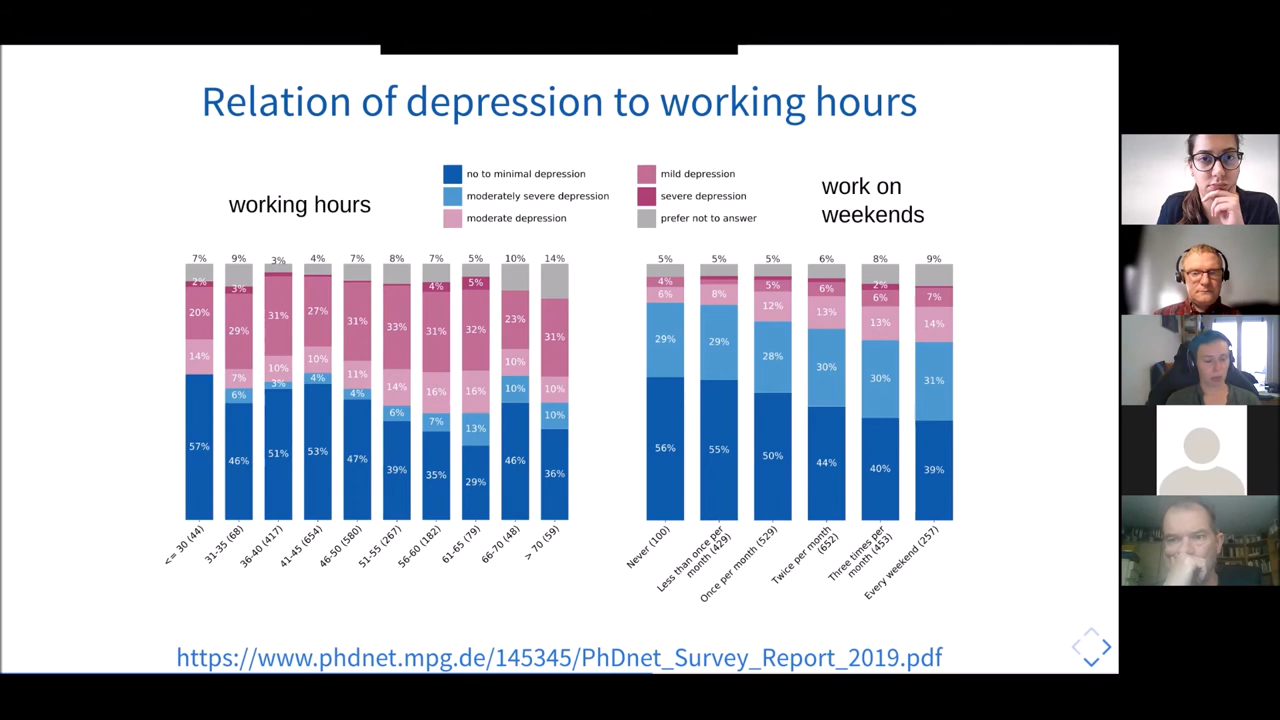 Relation of depression to working hours
working hours
no to minimal depression
moderately severe depression
moderate depression
mild depression
severe depression
prefer not to answer
work on
weekends
7% 9% 3% 4% 7% 8% 7% 5% 10% 14%
2% 3% 4% 5%
20% 29% 31% 27% 31% 33% 31% 32% 23% 31%
14% 7% 10% 10% 11% 14% 16% 16% 10% 10%
6% 3% 4% 4% 6% 7% 13% 10% 10%
57% 46% 51% 53% 47% 39% 35% 29% 46% 36%
<= 30 (44)
31-35 (68)
36-40 (417)
41-45 (654)
46-50 (580)
51-55 (267)
56-60 (182)
61-65 (79)
66-70 (48)
> 70 (59)
5% 5% 5% 6% 8% 9%
2%
4% 5% 6% 6% 7%
6% 8% 12% 13% 13% 14%
29% 29% 28% 30% 30% 31%
56% 55% 50% 44% 40% 39%
Never (100)
Less than once per
month (429)
Once per month (529)
Twice per month
(652)
Three times per
month (453)
Every weekend (257)
https://www.phdnet.mpg.de/145345/PhDnet_Survey_Report_2019.pdf